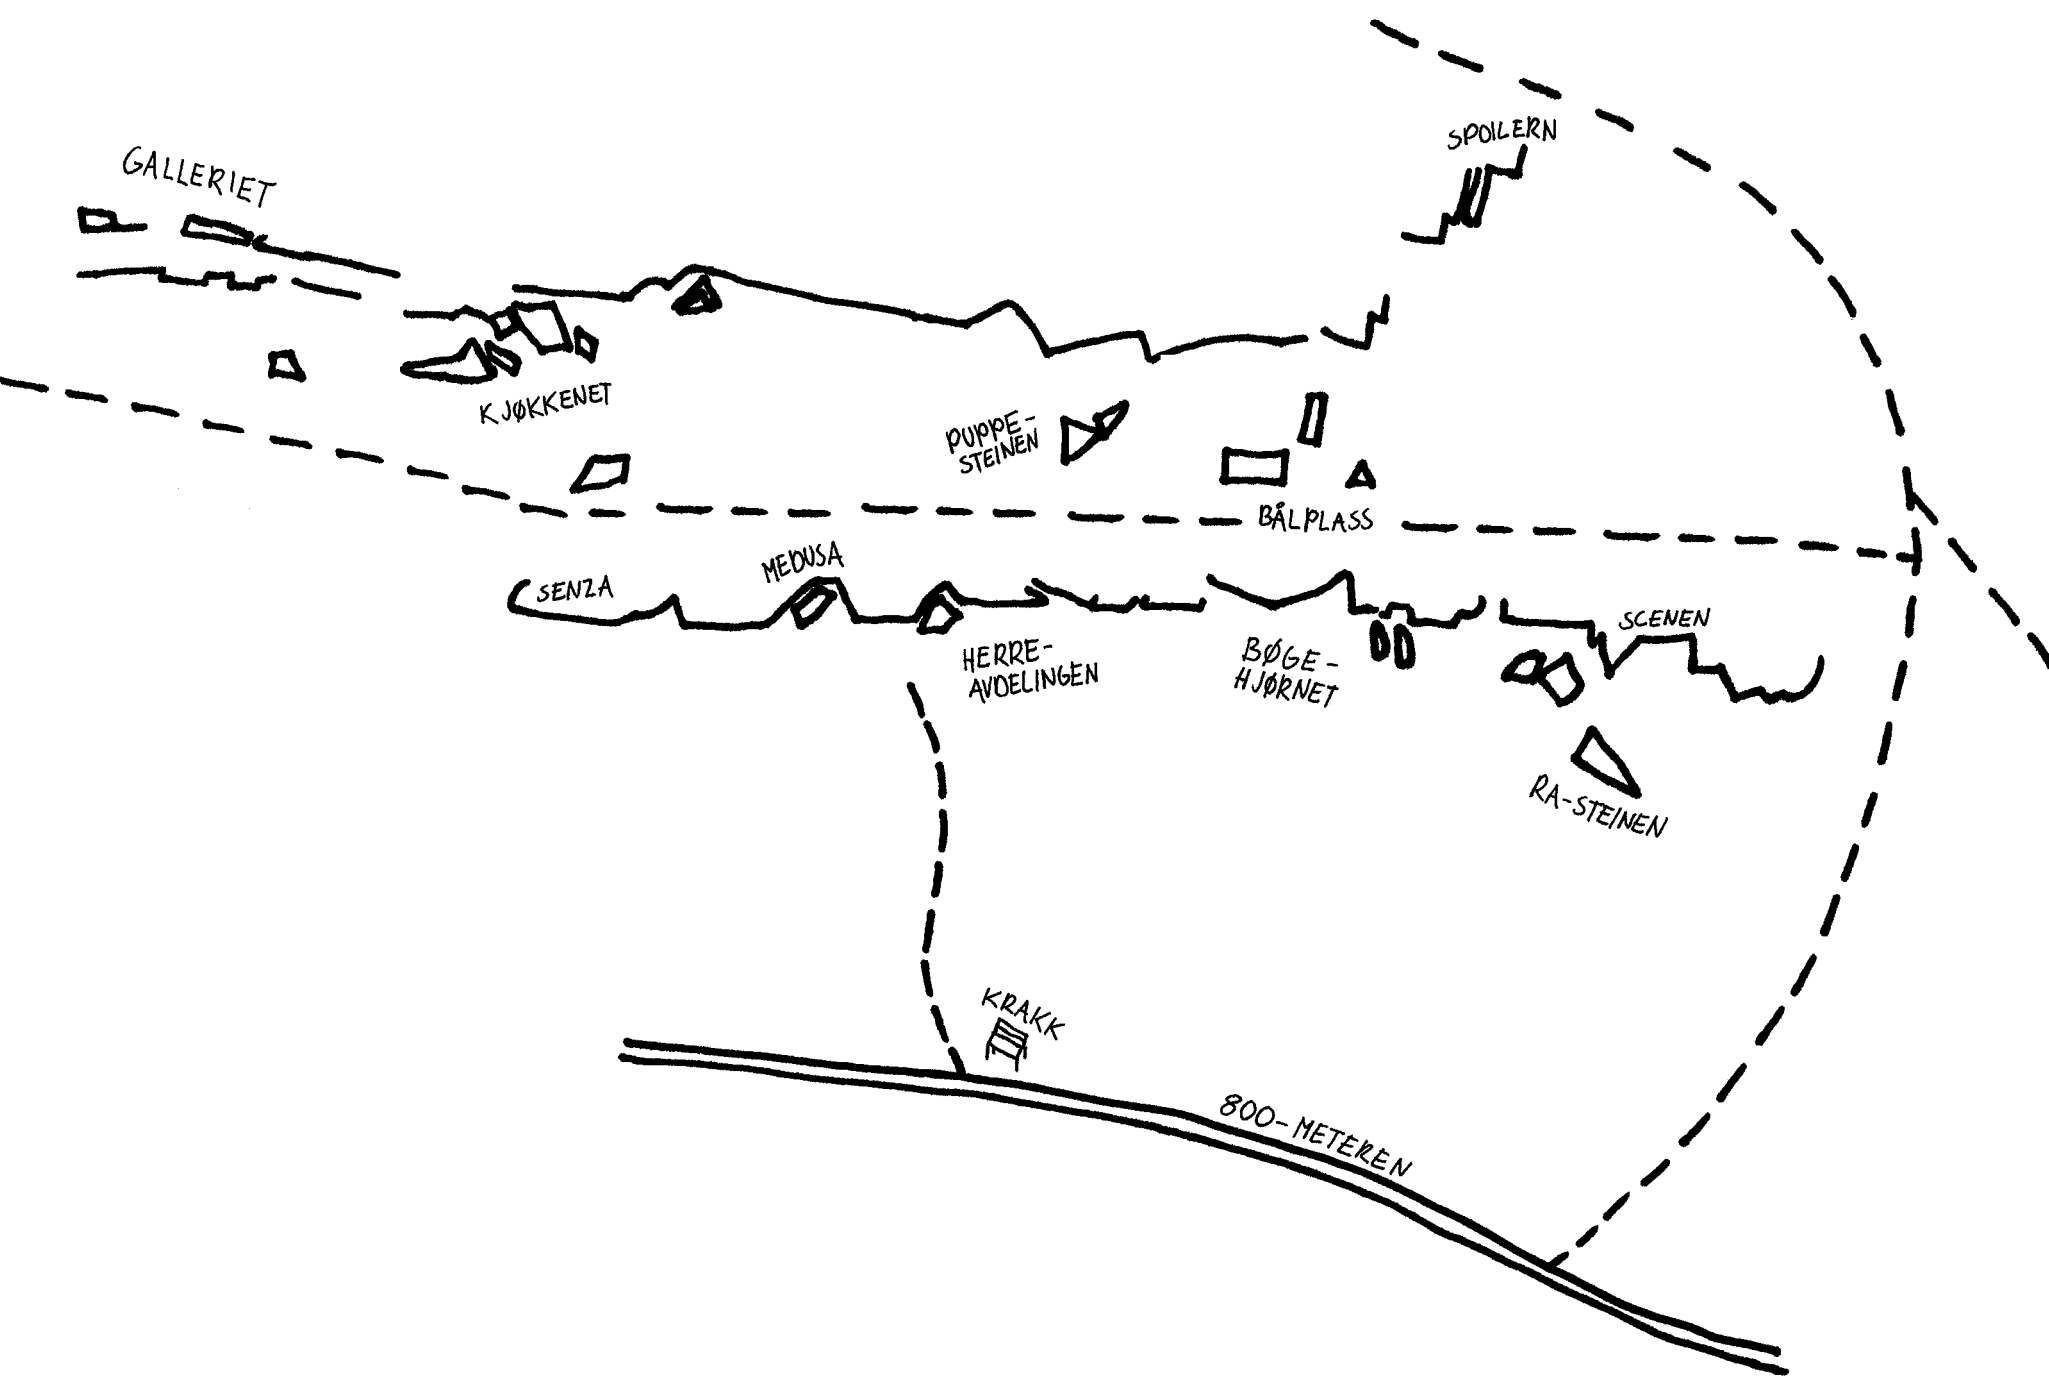 SPOILERN
GALLERIET
KJØKKENET
PUPPE-
STEINEN
BÅLPLASS
MEDUSA
SENZA
SCENEN
HERRE-
AVDELINGEN
BØGE-
HJØRNET
RA-STEINEN
KRAKK
800-METEREN